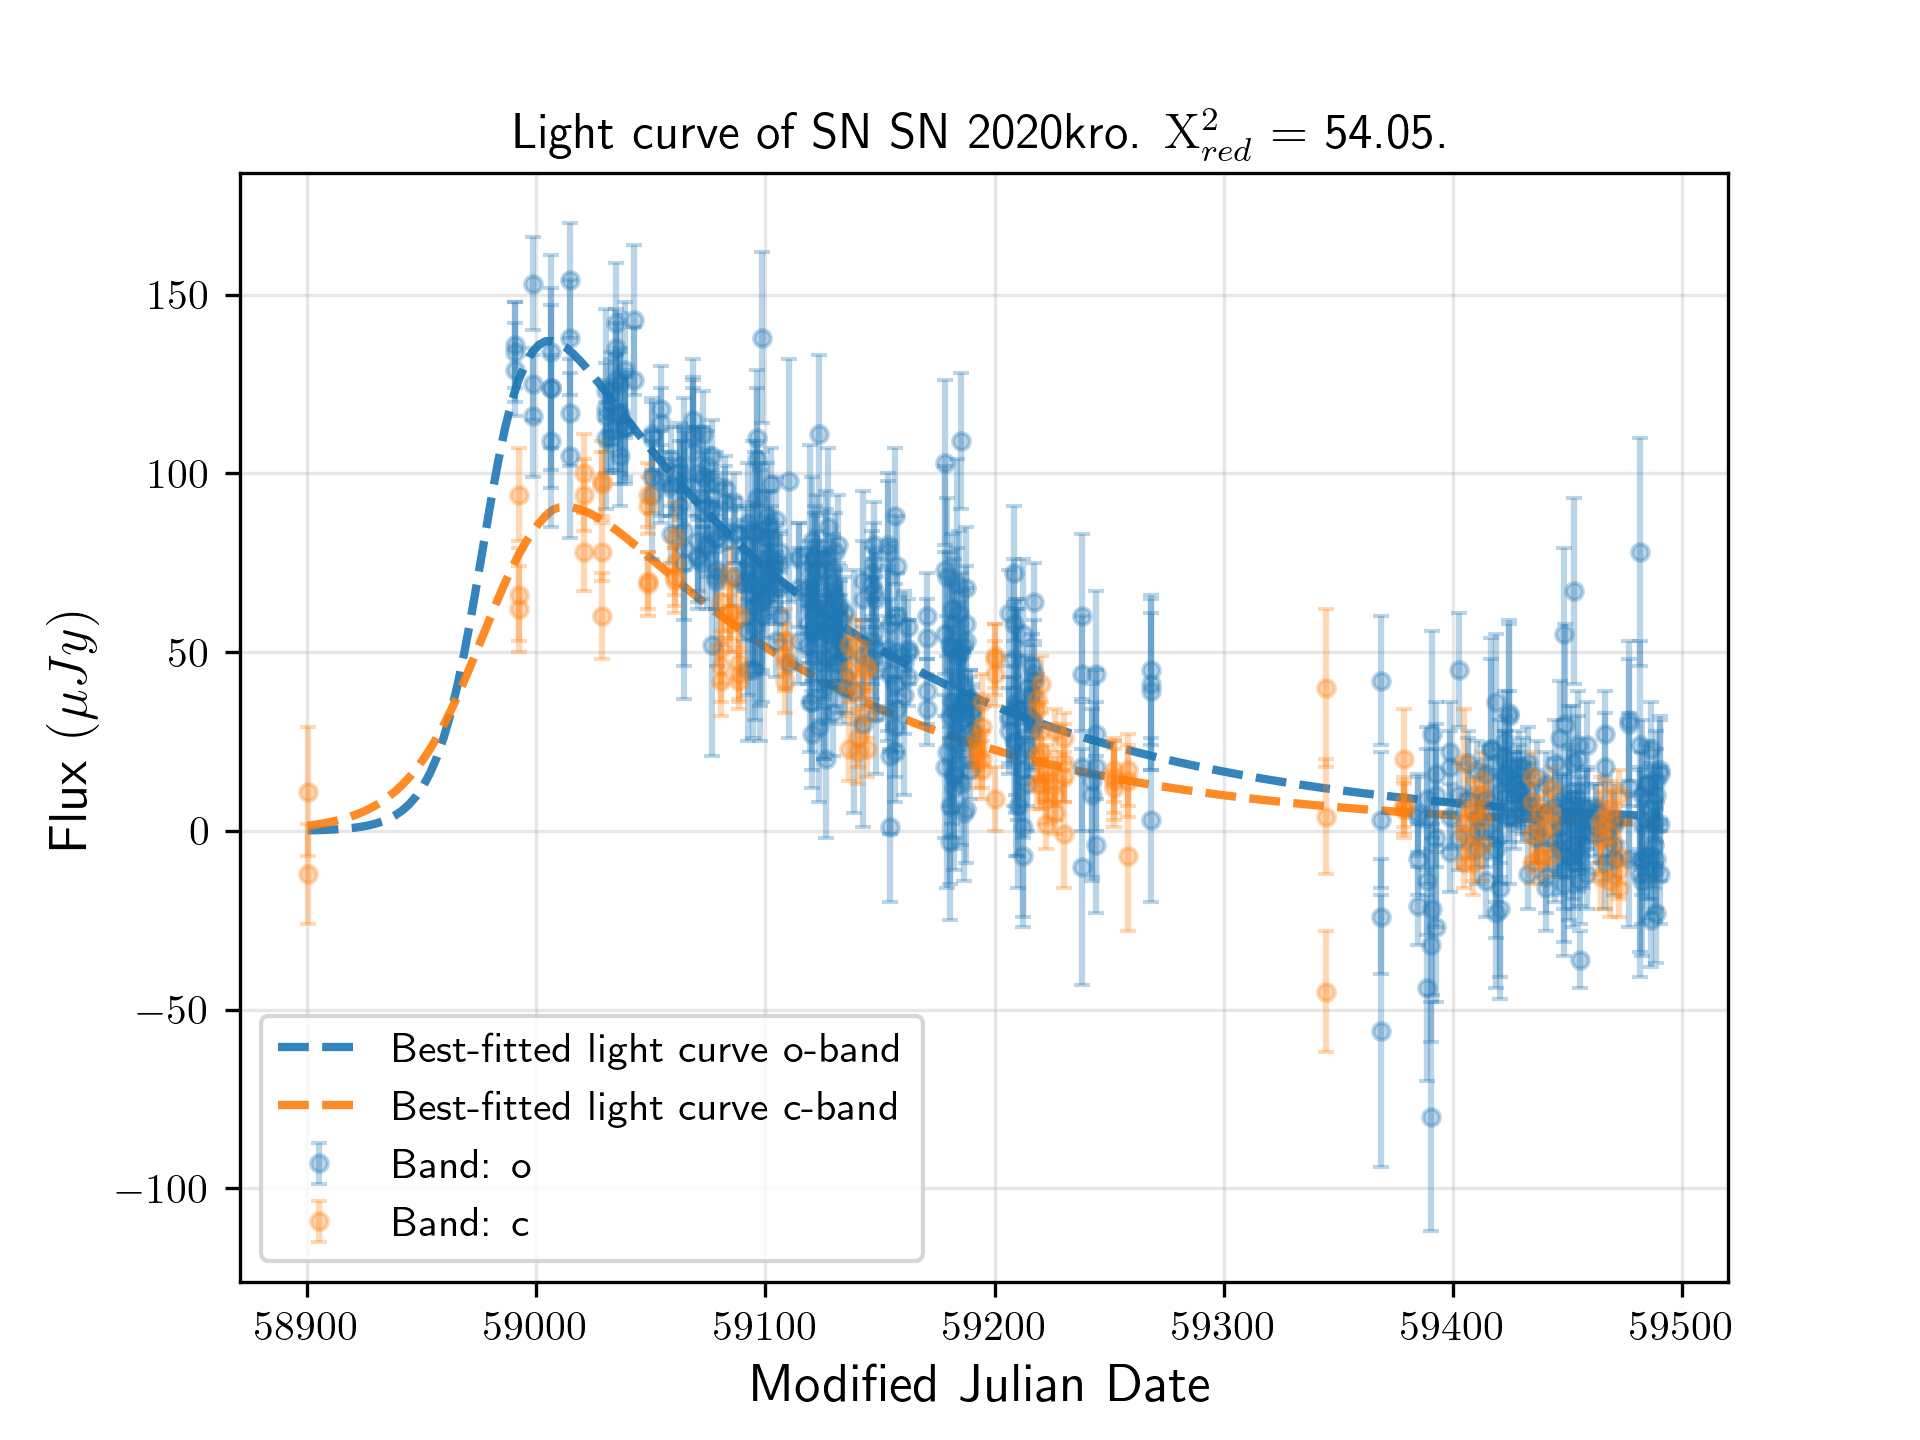 Light curve of SN SN 2020kro. X²_red = 54.05.
Flux (μJy)
150
100
50
0
−50
−100
Best-fitted light curve o-band
Best-fitted light curve c-band
Band: o
Band: c
58900 59000 59100 59200 59300 59400 59500
Modified Julian Date